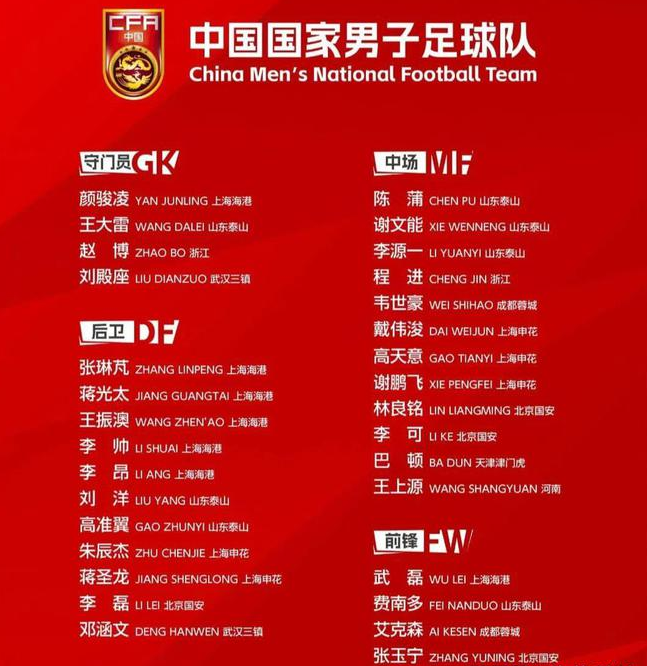 CFA
中国
中国国家男子足球队
China Men's National Football Team
守门员GK
颜骏凌 YAN JUNLING 上海海港
王大雷 WANG DALEI 山东泰山
赵 博 ZHAO BO 浙江
刘殿座 LIU DIANZUO 武汉三镇
后卫DF
张琳芃 ZHANG LINPENG 上海海港
蒋光太 JIANG GUANGTAI 上海海港
王振澳 WANG ZHEN'AO 上海海港
李 帅 LI SHUAI 上海海港
李 昂 LI ANG 上海海港
刘 洋 LIU YANG 山东泰山
高准翼 GAO ZHUNYI 山东泰山
朱辰杰 ZHU CHENJIE 上海申花
蒋圣龙 JIANG SHENGLONG 上海申花
李 磊 LI LEI 北京国安
邓涵文 DENG HANWEN 武汉三镇
中场MF
陈 蒲 CHEN PU 山东泰山
谢文能 XIE WENNENG 山东泰山
李源一 LI YUANYI 山东泰山
程 进 CHENG JIN 浙江
韦世豪 WEI SHIHAO 成都蓉城
戴伟浚 DAI WEIJUN 上海申花
高天意 GAO TIANYI 上海申花
谢鹏飞 XIE PENGFEI 上海申花
林良铭 LIN LIANGMING 北京国安
李 可 LI KE 北京国安
巴 顿 BA DUN 天津津门虎
王上源 WANG SHANGYUAN 河南
前锋FW
武 磊 WU LEI 上海海港
费南多 FEI NANDUO 山东泰山
艾克森 AI KESEN 成都蓉城
张玉宁 ZHANG YUNING 北京国安